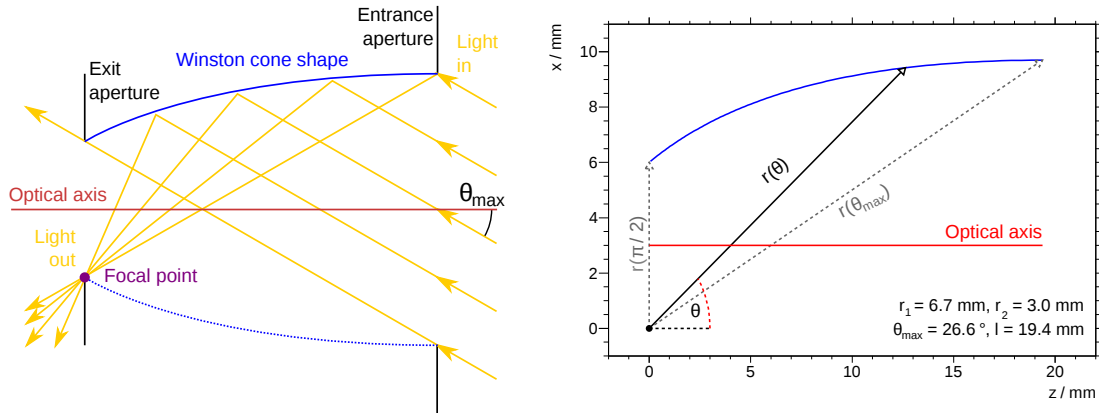 Entrance
aperture
Light
in
Winston cone shape
Exit
aperture
Optical axis
θmax
Light
out
Focal point
x / mm
10
8
6
4
2
0
r(π / 2)
r(θ)
r(θmax)
Optical axis
θ
r1 = 6.7 mm, r2 = 3.0 mm
θmax = 26.6 °, l = 19.4 mm
0 5 10 15 20
z / mm